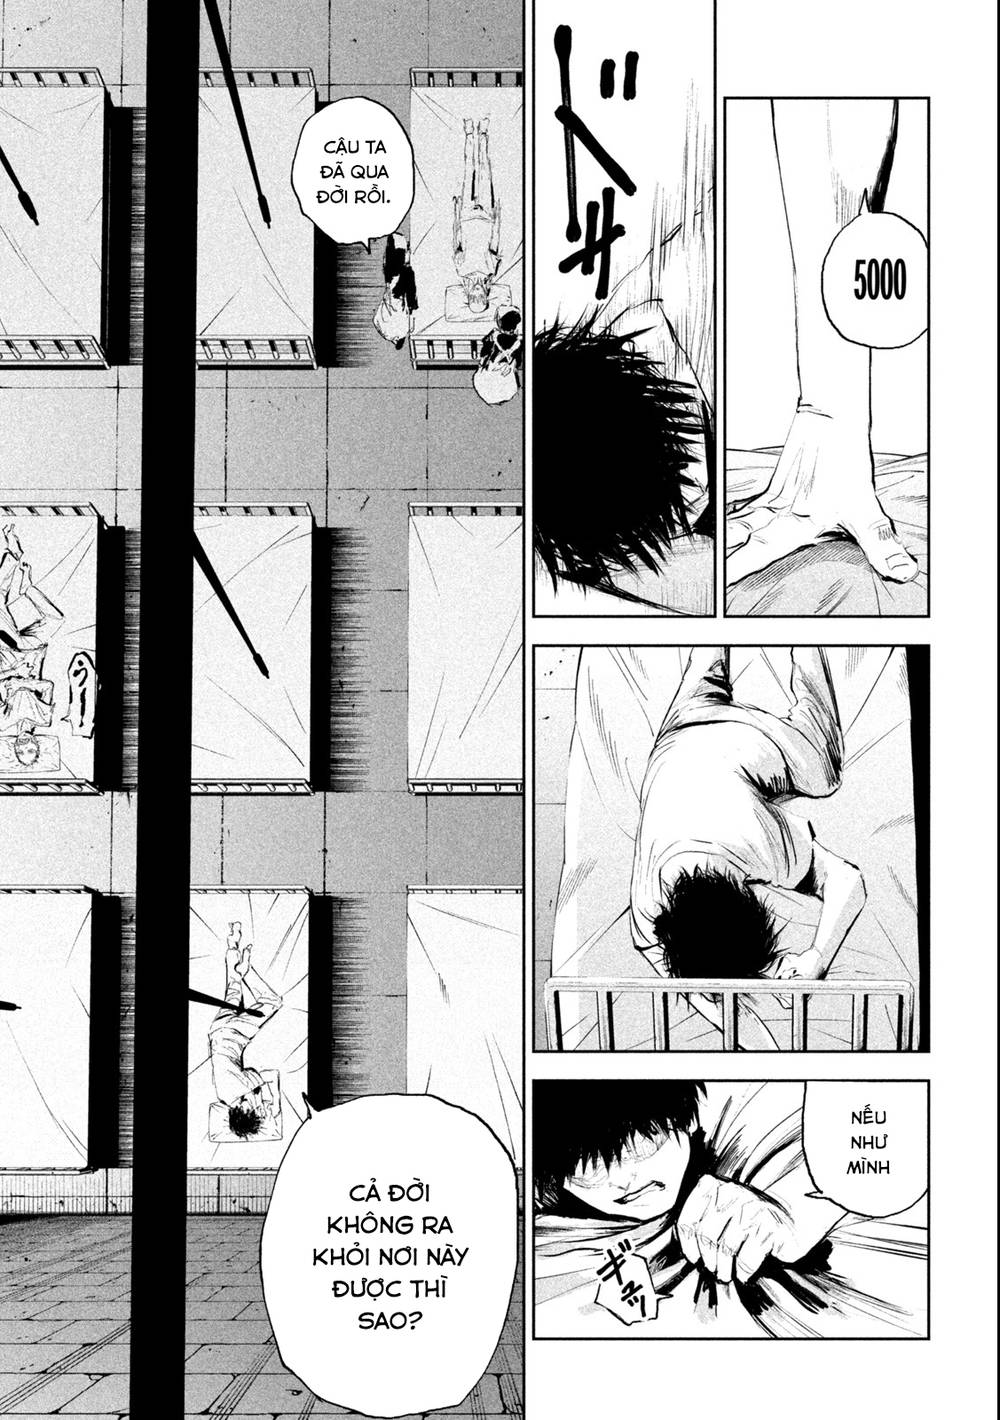 5000
ドサ
NẾU
NHƯ
MÌNH
ギュッ
CẬU TA
ĐÃ QUA
ĐỜI RỒI.
うー
CẢ ĐỜI
KHÔNG RA
KHỎI NƠI NÀY
ĐƯỢC THÌ
SAO?